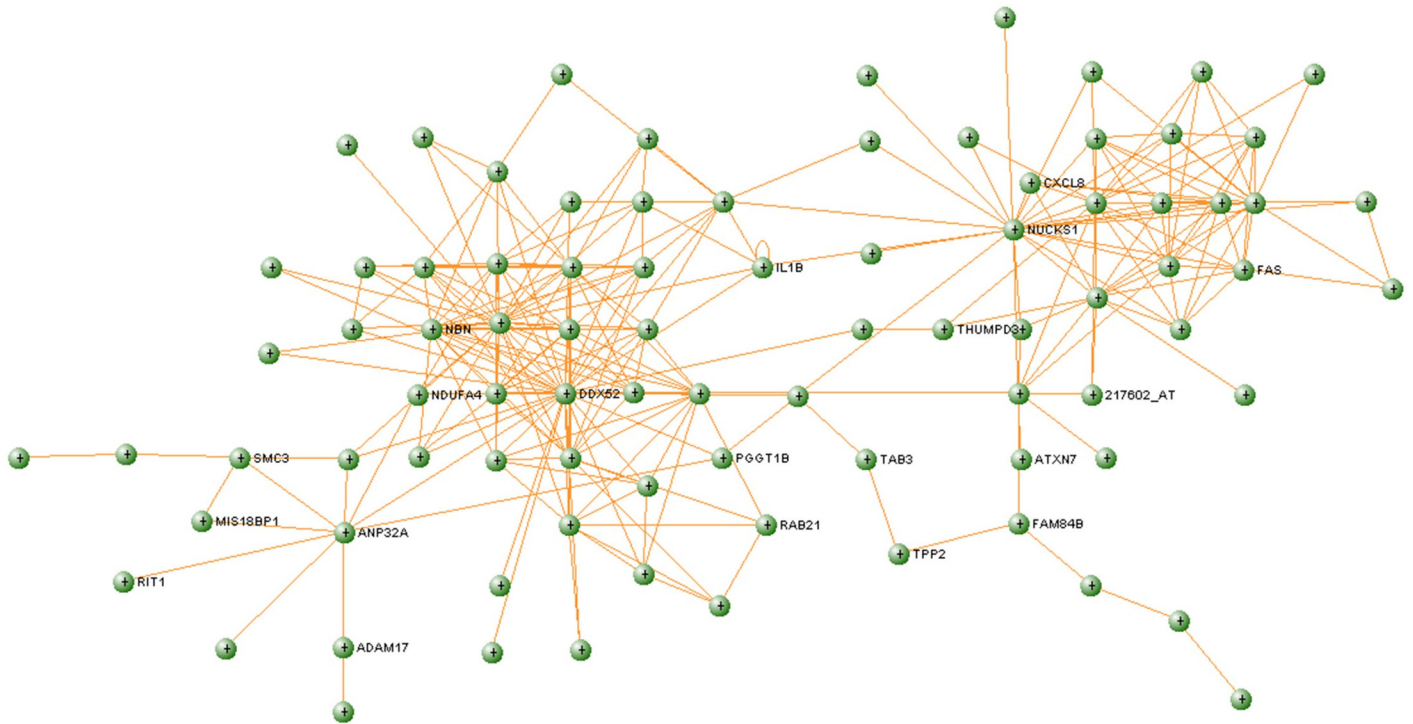 CXCL8
NUCKS1
IL1B
FAS
NBN
THUMPD3
NDUFA4
DDX52
217602_AT
SMC3
PGGT1B
TAB3
ATXN7
MIS18BP1
ANP32A
RAB21
FAM84B
TPP2
RIT1
ADAM17